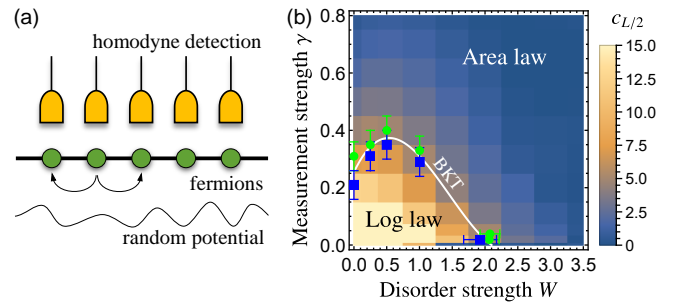 (a)
homodyne detection
fermions
random potential
(b)
Measurement strength γ
0.8
0.6
0.4
0.2
0.0
Area law
Log law
BKT
0.0 0.5 1.0 1.5 2.0 2.5 3.0 3.5
Disorder strength W
c_{L/2}
15.0
12.5
10.0
7.5
5.0
2.5
0